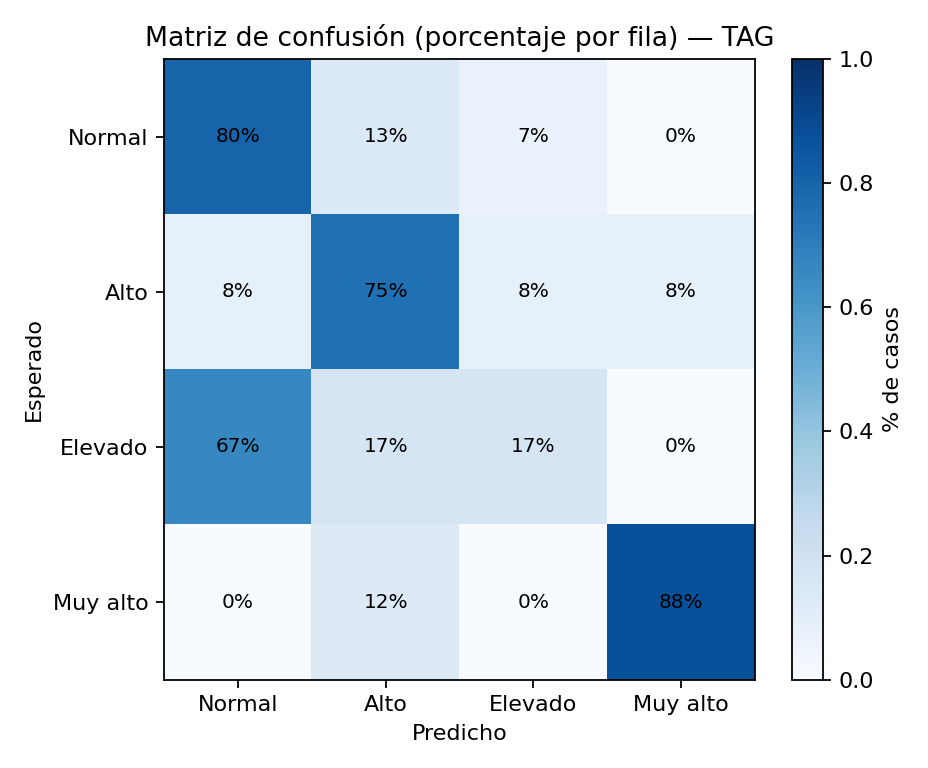 Matriz de confusión (porcentaje por fila) — TAG
Normal
80%
13%
7%
0%
Alto
8%
75%
8%
8%
Elevado
67%
17%
17%
0%
Muy alto
0%
12%
0%
88%
Normal
Alto
Elevado
Muy alto
Predicho
Esperado
1.0
0.8
0.6
0.4
0.2
0.0
% de casos